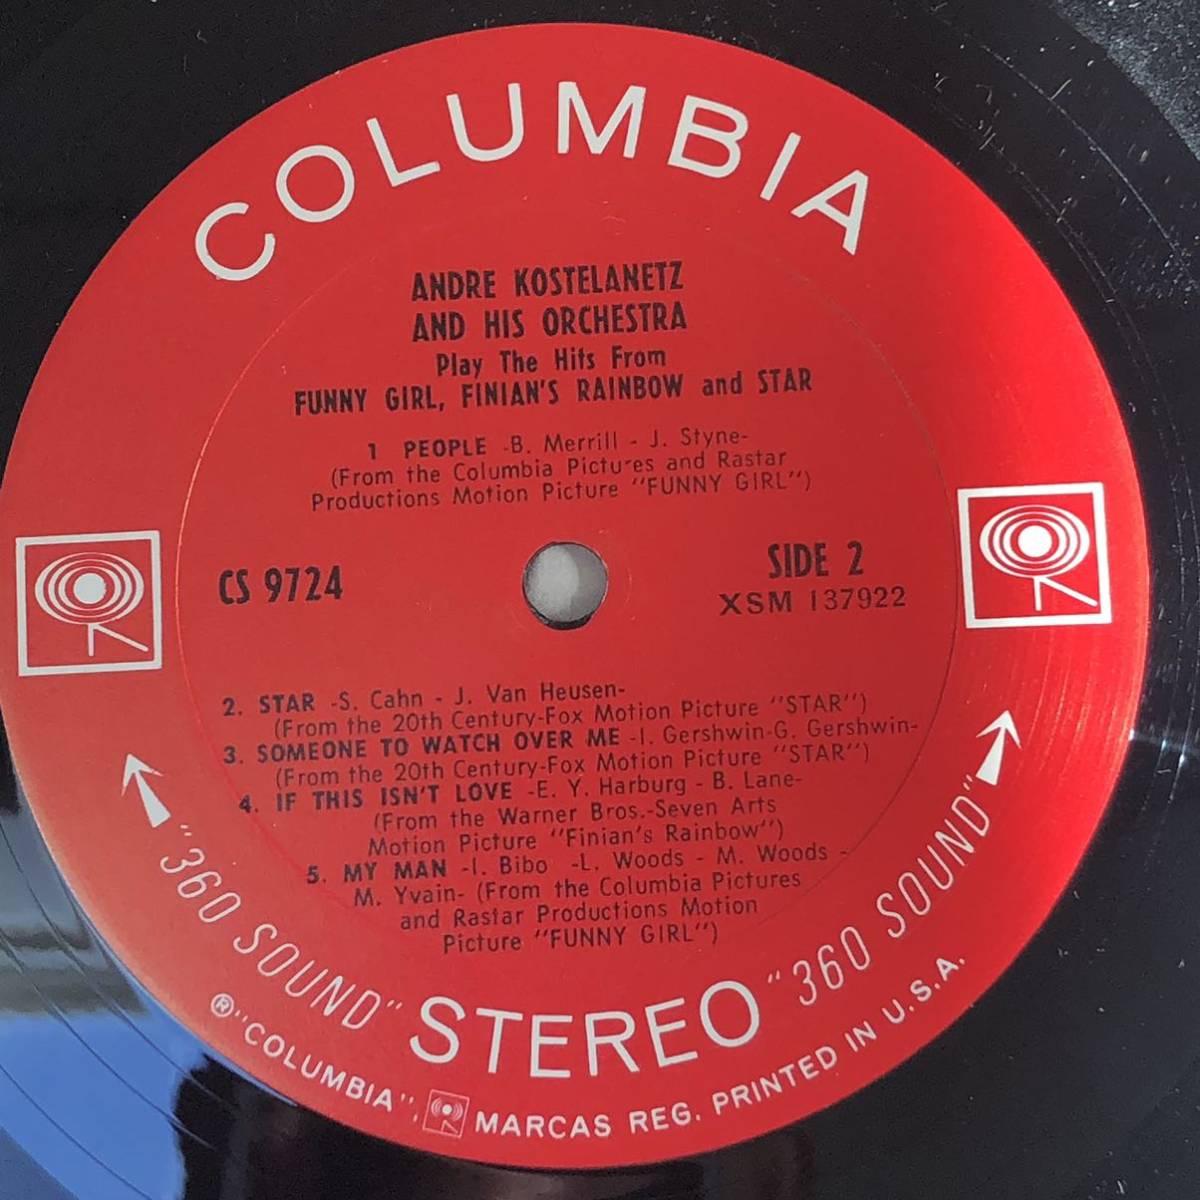 COLUMBIA
ANDRE KOSTELANETZ
AND HIS ORCHESTRA
Play The Hits From
FUNNY GIRL, FINIAN'S RAINBOW and STAR
1 PEOPLE -B. Merrill - J. Styne-
(From the Columbia Pictures and Rastar
Productions Motion Picture "FUNNY GIRL")
CS 9724
SIDE 2
XSM 137922
2. STAR -S. Cahn - J. Van Heusen-
(From the 20th Century-Fox Motion Picture "STAR")
3. SOMEONE TO WATCH OVER ME -I. Gershwin-G. Gershwin-
(From the 20th Century-Fox Motion Picture "STAR")
4. IF THIS ISN'T LOVE -E. Y. Harburg - B. Lane-
(From the Warner Bros.-Seven Arts
Motion Picture "Finian's Rainbow")
5. MY MAN -I. Bibo -L. Woods - M. Woods -
M. Yvain- (From the Columbia Pictures
and Rastar Productions Motion
Picture "FUNNY GIRL")
"360 SOUND" STEREO "360 SOUND"
®"COLUMBIA", MARCAS REG. PRINTED IN U.S.A.